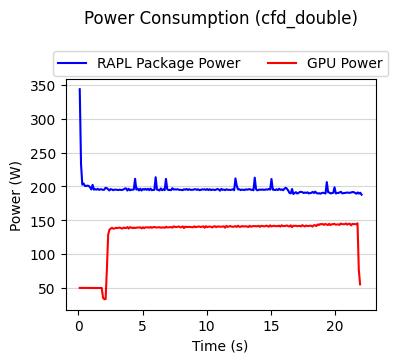 Power Consumption (cfd_double)
RAPL Package Power
GPU Power
350
300
250
200
150
100
50
Power (W)
0
5
10
15
20
Time (s)